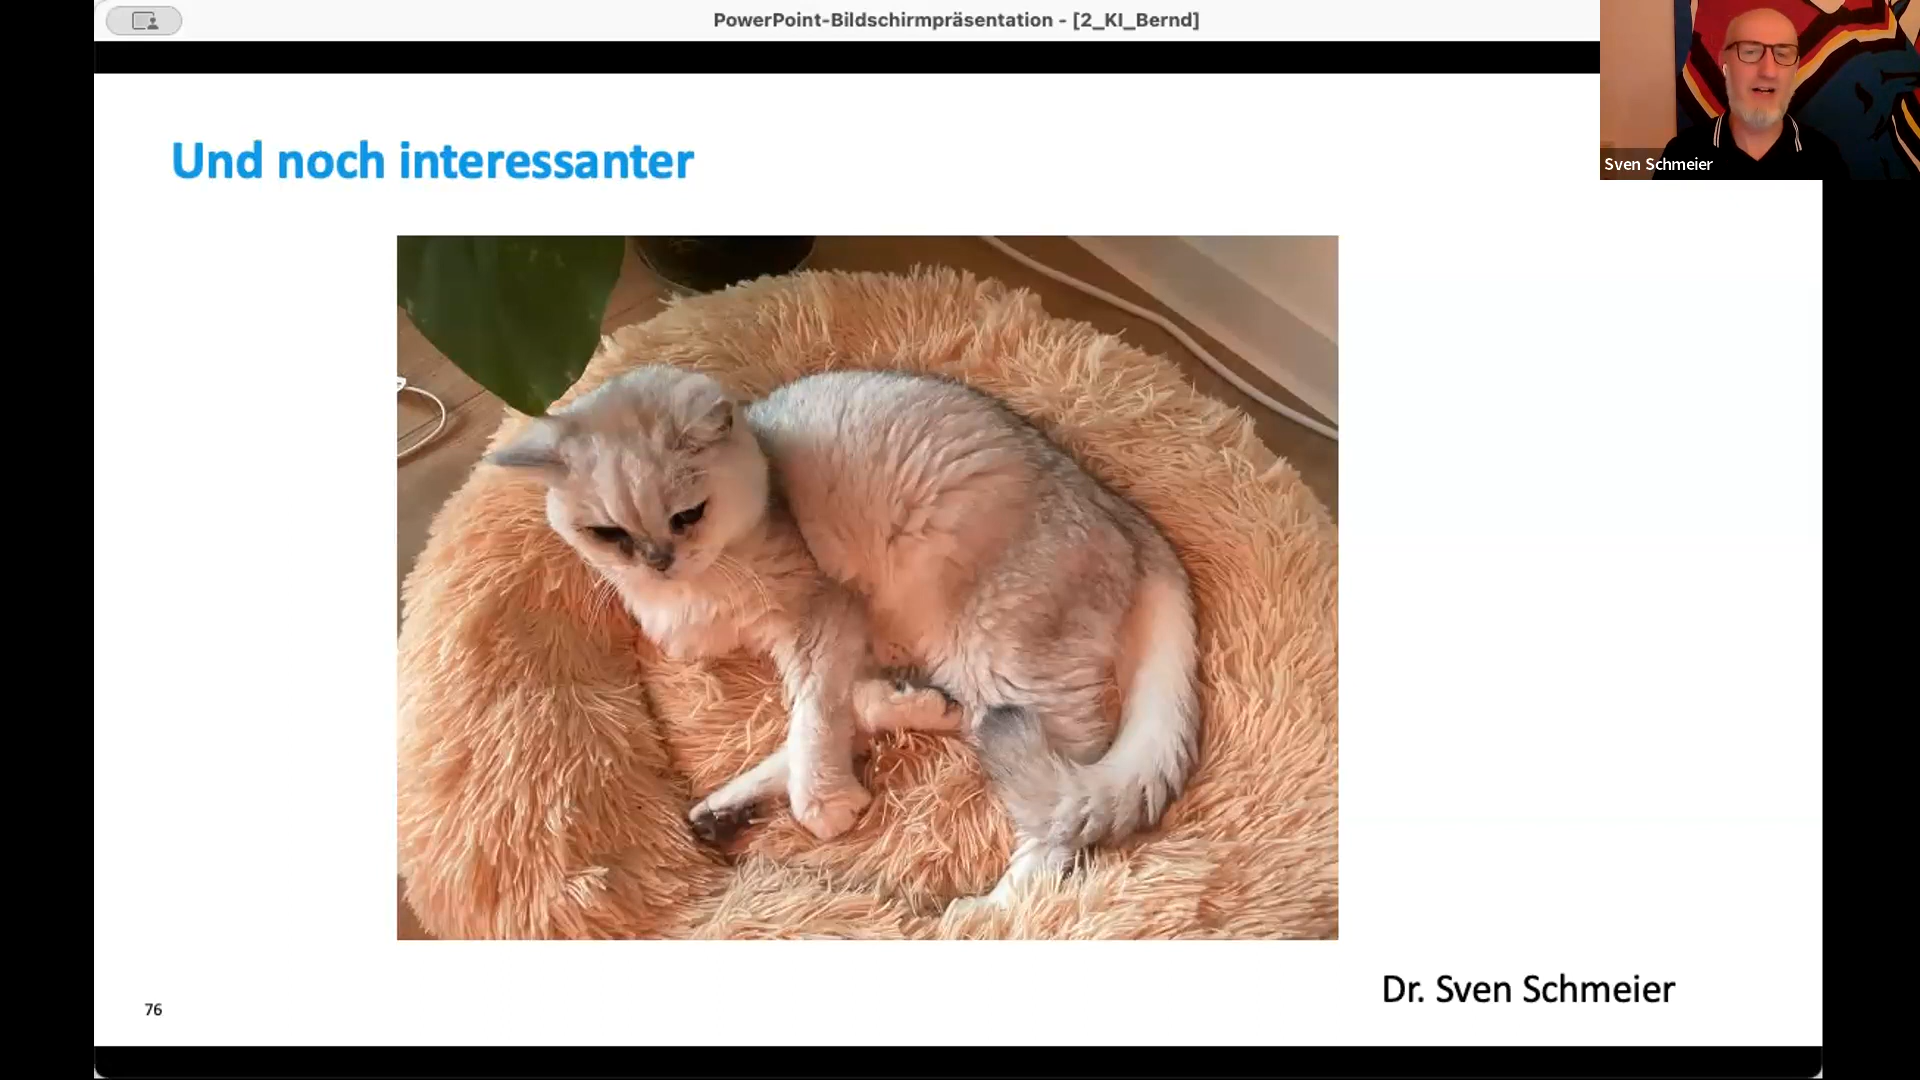 PowerPoint-Bildschirmpräsentation - [2_KI_Bernd]
Sven Schmeier
Und noch interessanter
Dr. Sven Schmeier
76